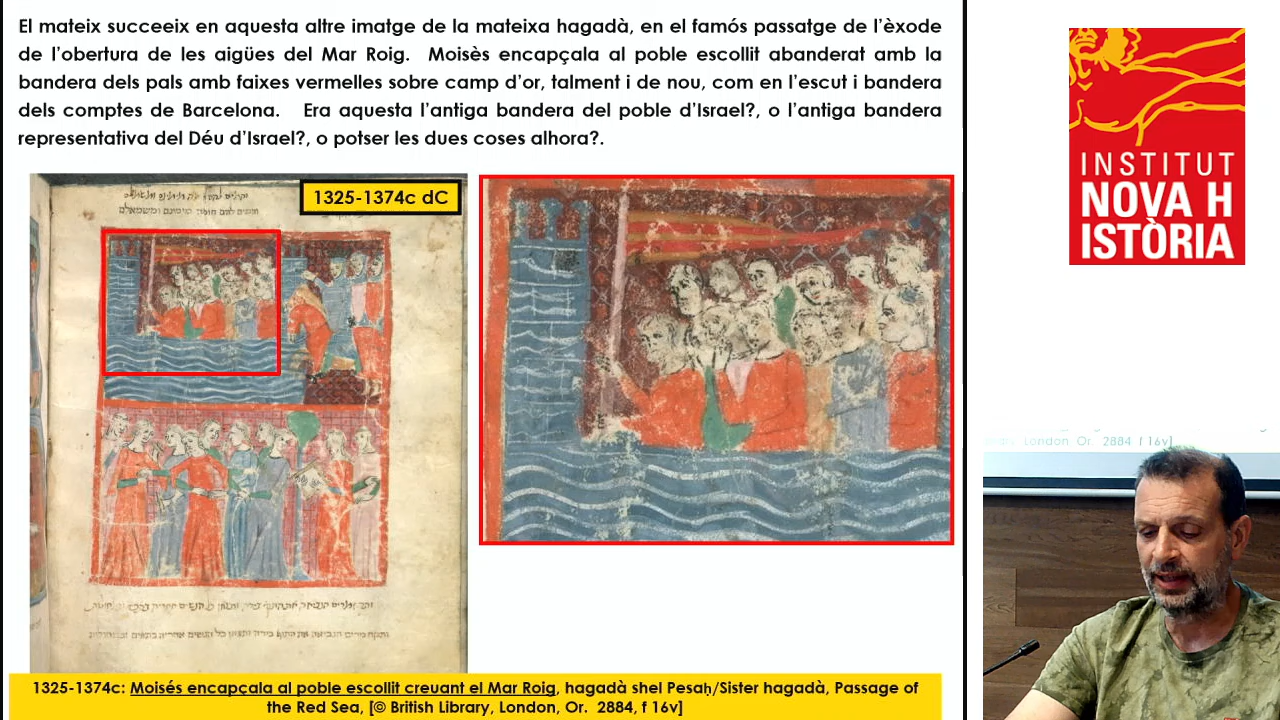 El mateix succeeix en aquesta altre imatge de la mateixa hagadà, en el famós passatge de l'èxode
de l'obertura de les aigües del Mar Roig. Moisès encapçala al poble escollit abanderat amb la
bandera dels pals amb faixes vermelles sobre camp d'or, talment i de nou, com en l'escut i bandera
dels comptes de Barcelona. Era aquesta l'antiga bandera del poble d'Israel?, o l'antiga bandera
representativa del Déu d'Israel?, o potser les dues coses alhora?.
1325-1374c dC
INSTITUT
NOVA H
ISTÒRIA
London Or. 2884 f 16v]
1325-1374c: Moisés encapçala al poble escollit creuant el Mar Roig, hagadà shel Pesaḥ/Sister hagadà, Passage of
the Red Sea, [© British Library, London, Or. 2884, f 16v]